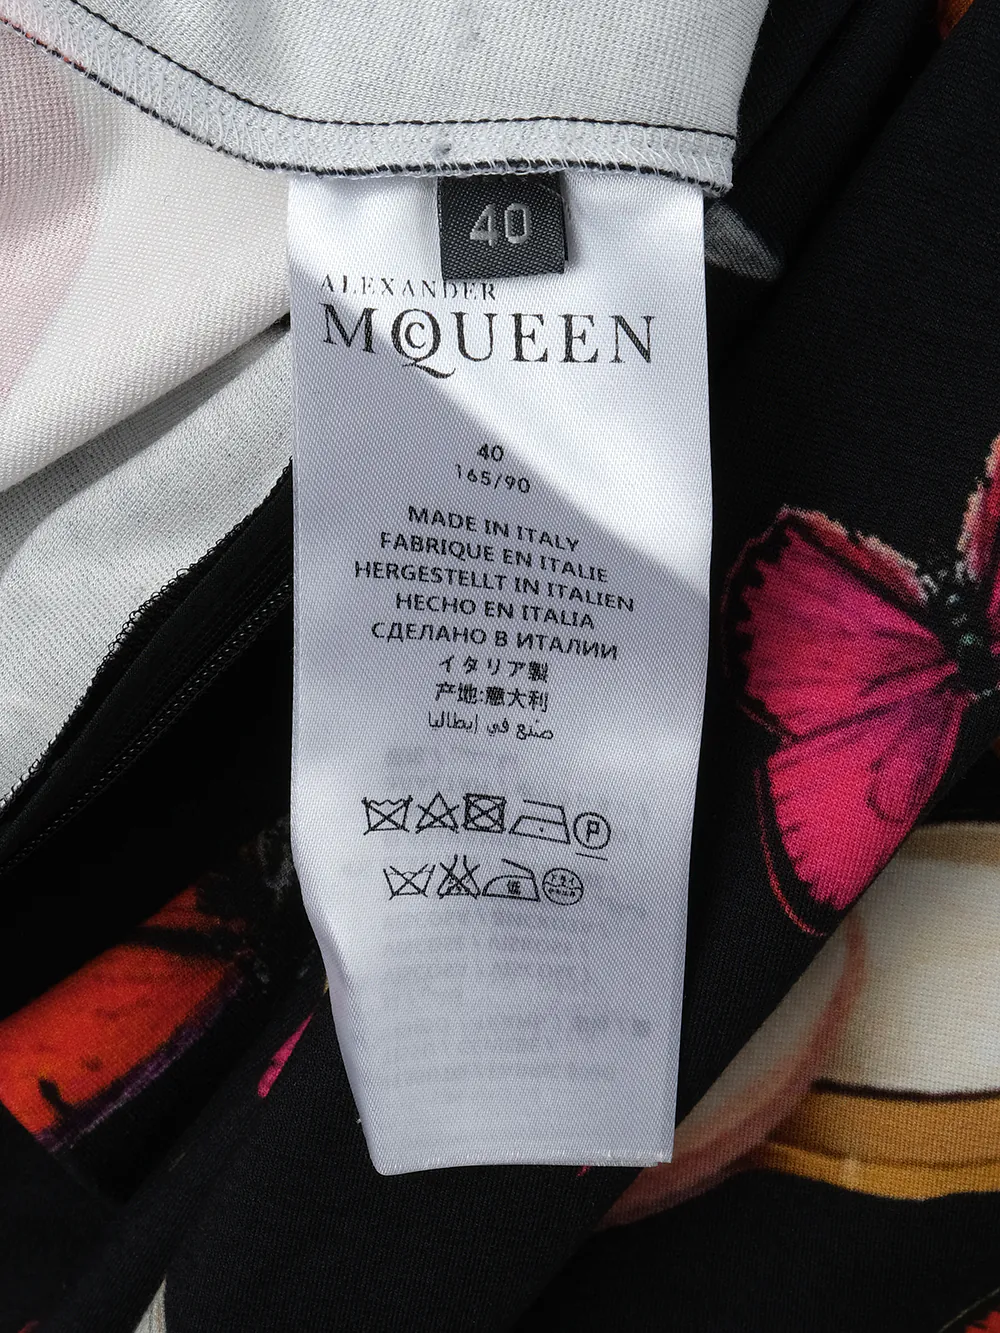 40
ALEXANDER
MCQUEEN
40
165/90
MADE IN ITALY
FABRIQUE EN ITALIE
HERGESTELLT IN ITALIEN
HECHO EN ITALIA
СДЕЛАНО В ИТАЛИИ
イタリア製
产地:意大利
صنع في إيطاليا
P
低